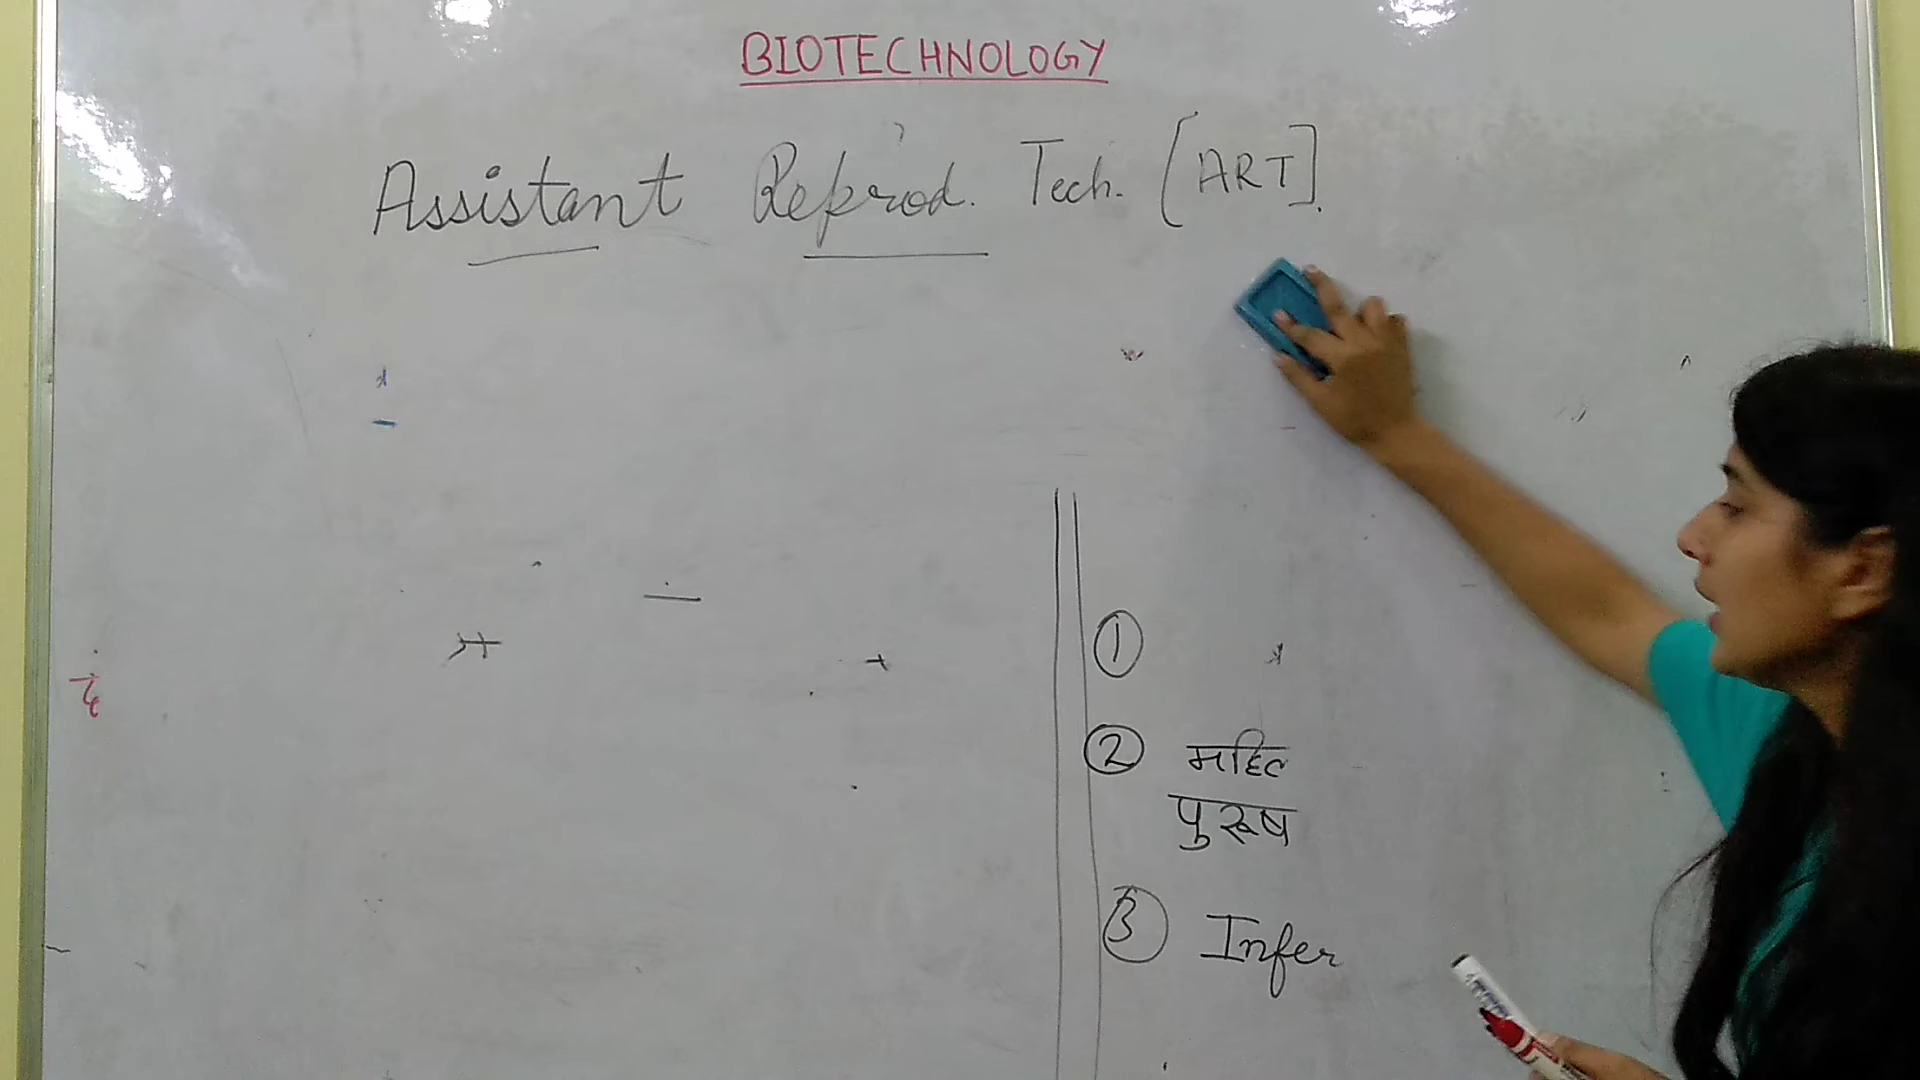 BIOTECHNOLOGY
Assistant Reprod. Tech. [ART].
①
② महिल
पुरूष
③ Infer